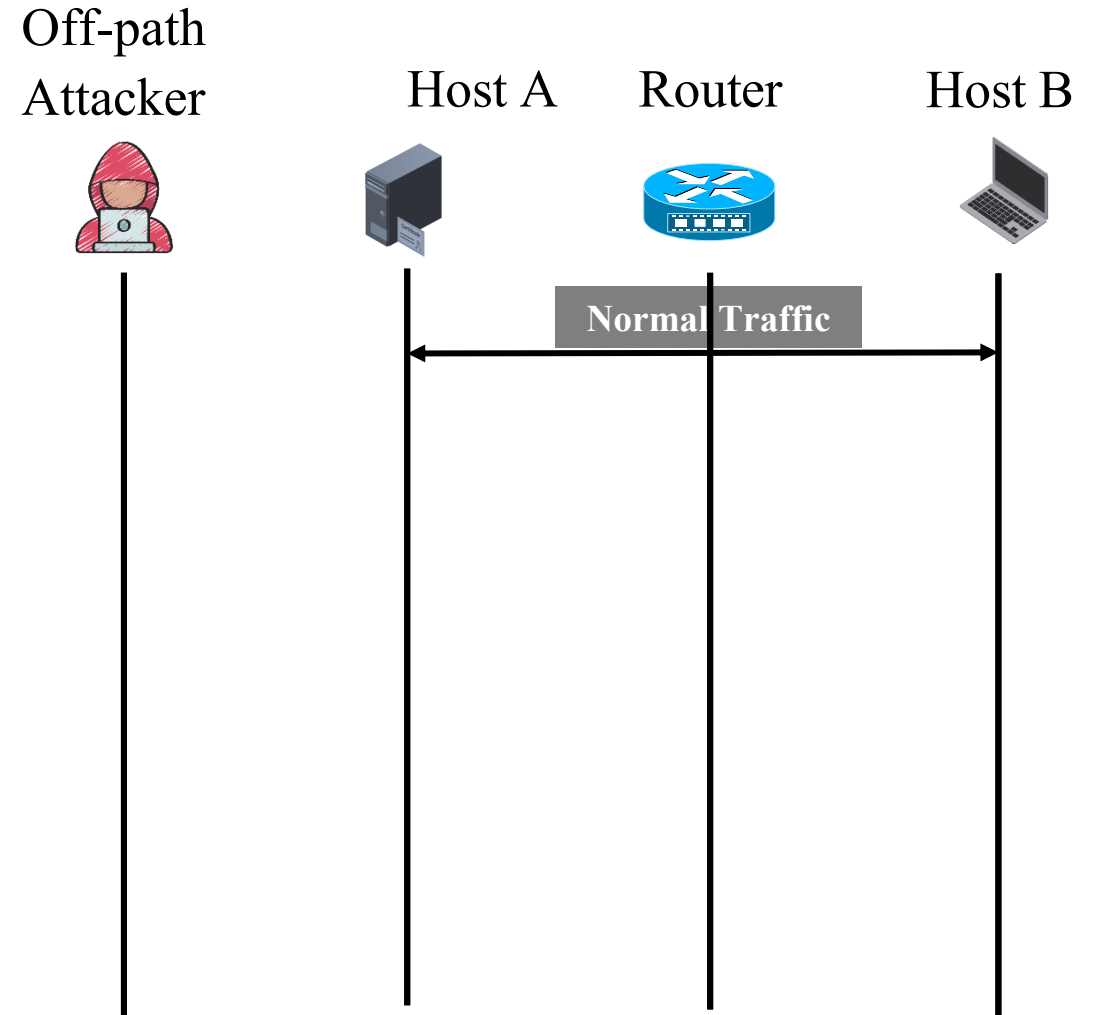 Off-path
Attacker
Host A
Router
Host B
Normal Traffic